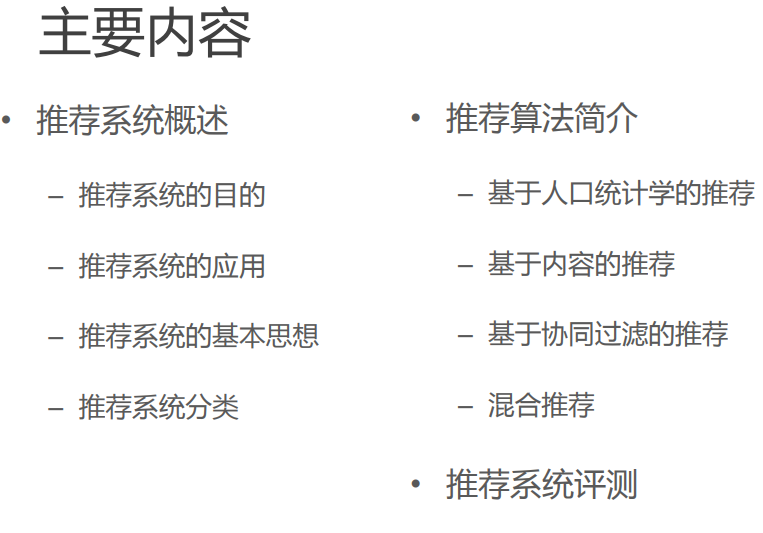 主要内容
• 推荐系统概述
– 推荐系统的目的
– 推荐系统的应用
– 推荐系统的基本思想
– 推荐系统分类
• 推荐算法简介
– 基于人口统计学的推荐
– 基于内容的推荐
– 基于协同过滤的推荐
– 混合推荐
• 推荐系统评测